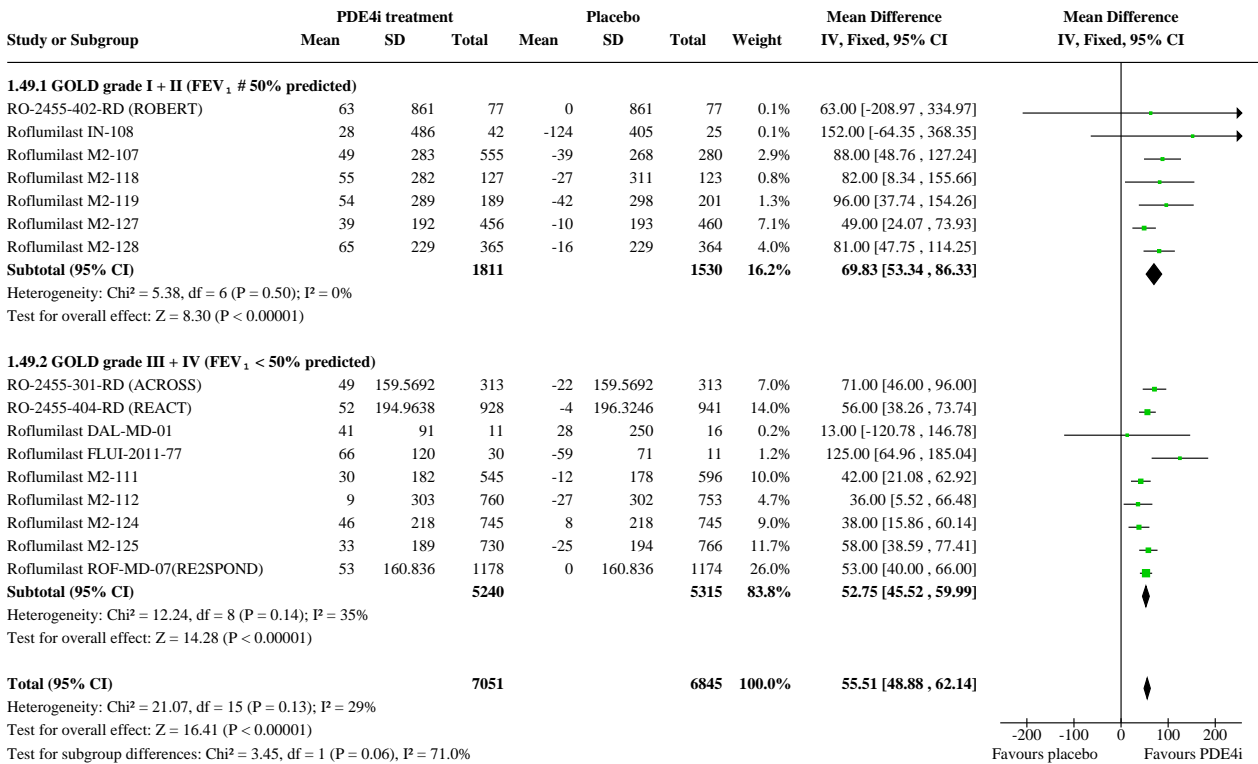 PDE4i treatment Placebo Mean Difference Mean Difference
Study or Subgroup Mean SD Total Mean SD Total Weight IV, Fixed, 95% CI IV, Fixed, 95% CI
1.49.1 GOLD grade I + II (FEV₁ # 50% predicted)
RO-2455-402-RD (ROBERT) 63 861 77 0 861 77 0.1% 63.00 [-208.97 , 334.97]
Roflumilast IN-108 28 486 42 -124 405 25 0.1% 152.00 [-64.35 , 368.35]
Roflumilast M2-107 49 283 555 -39 268 280 2.9% 88.00 [48.76 , 127.24]
Roflumilast M2-118 55 282 127 -27 311 123 0.8% 82.00 [8.34 , 155.66]
Roflumilast M2-119 54 289 189 -42 298 201 1.3% 96.00 [37.74 , 154.26]
Roflumilast M2-127 39 192 456 -10 193 460 7.1% 49.00 [24.07 , 73.93]
Roflumilast M2-128 65 229 365 -16 229 364 4.0% 81.00 [47.75 , 114.25]
Subtotal (95% CI) 1811 1530 16.2% 69.83 [53.34 , 86.33]
Heterogeneity: Chi² = 5.38, df = 6 (P = 0.50); I² = 0%
Test for overall effect: Z = 8.30 (P < 0.00001)
1.49.2 GOLD grade III + IV (FEV₁ < 50% predicted)
RO-2455-301-RD (ACROSS) 49 159.5692 313 -22 159.5692 313 7.0% 71.00 [46.00 , 96.00]
RO-2455-404-RD (REACT) 52 194.9638 928 -4 196.3246 941 14.0% 56.00 [38.26 , 73.74]
Roflumilast DAL-MD-01 41 91 11 28 250 16 0.2% 13.00 [-120.78 , 146.78]
Roflumilast FLUI-2011-77 66 120 30 -59 71 11 1.2% 125.00 [64.96 , 185.04]
Roflumilast M2-111 30 182 545 -12 178 596 10.0% 42.00 [21.08 , 62.92]
Roflumilast M2-112 9 303 760 -27 302 753 4.7% 36.00 [5.52 , 66.48]
Roflumilast M2-124 46 218 745 8 218 745 9.0% 38.00 [15.86 , 60.14]
Roflumilast M2-125 33 189 730 -25 194 766 11.7% 58.00 [38.59 , 77.41]
Roflumilast ROF-MD-07(RE2SPOND) 53 160.836 1178 0 160.836 1174 26.0% 53.00 [40.00 , 66.00]
Subtotal (95% CI) 5240 5315 83.8% 52.75 [45.52 , 59.99]
Heterogeneity: Chi² = 12.24, df = 8 (P = 0.14); I² = 35%
Test for overall effect: Z = 14.28 (P < 0.00001)
Total (95% CI) 7051 6845 100.0% 55.51 [48.88 , 62.14]
Heterogeneity: Chi² = 21.07, df = 15 (P = 0.13); I² = 29%
Test for overall effect: Z = 16.41 (P < 0.00001)
Test for subgroup differences: Chi² = 3.45, df = 1 (P = 0.06), I² = 71.0%
-200 -100 0 100 200
Favours placebo Favours PDE4i